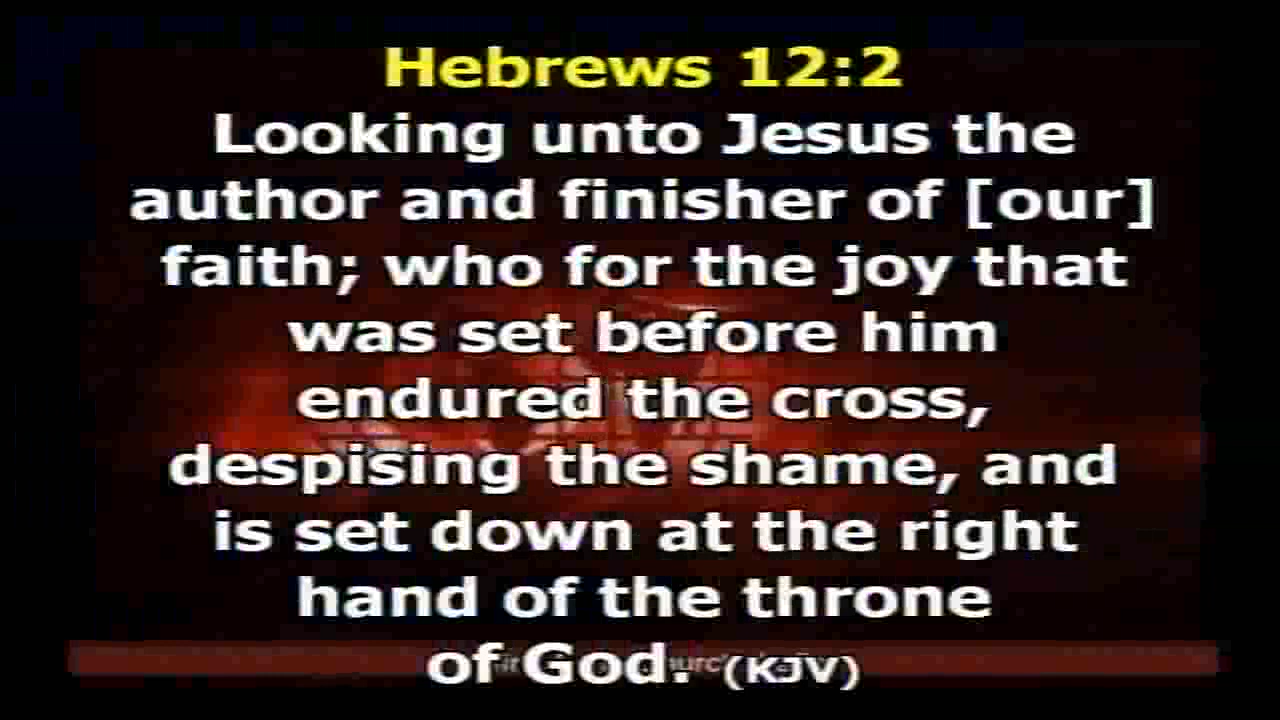 Hebrews 12:2
Looking unto Jesus the
author and finisher of [our]
faith; who for the joy that
was set before him
endured the cross,
despising the shame, and
is set down at the right
hand of the throne
of God. (KJV)